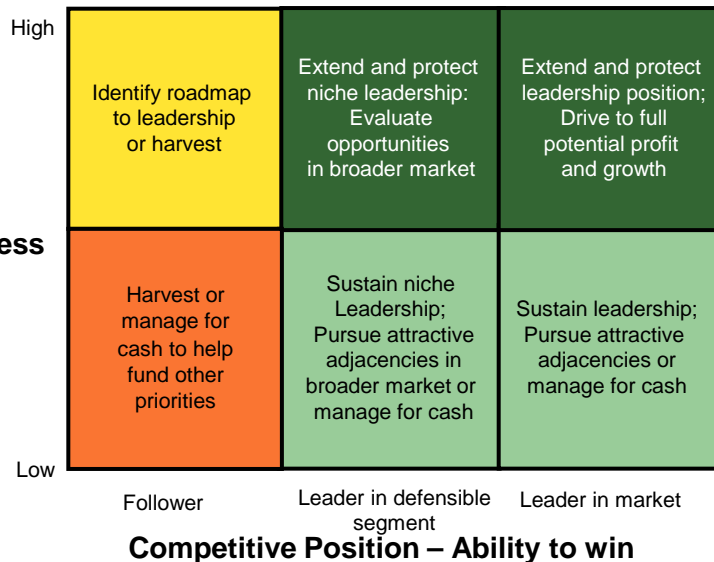 High
Identify roadmap
to leadership
or harvest
Extend and protect
niche leadership:
Evaluate
opportunities
in broader market
Extend and protect
leadership position;
Drive to full
potential profit
and growth
ess
Harvest or
manage for
cash to help
fund other
priorities
Sustain niche
Leadership;
Pursue attractive
adjacencies in
broader market or
manage for cash
Sustain leadership;
Pursue attractive
adjacencies or
manage for cash
Low
Follower
Leader in defensible
segment
Leader in market
Competitive Position – Ability to win